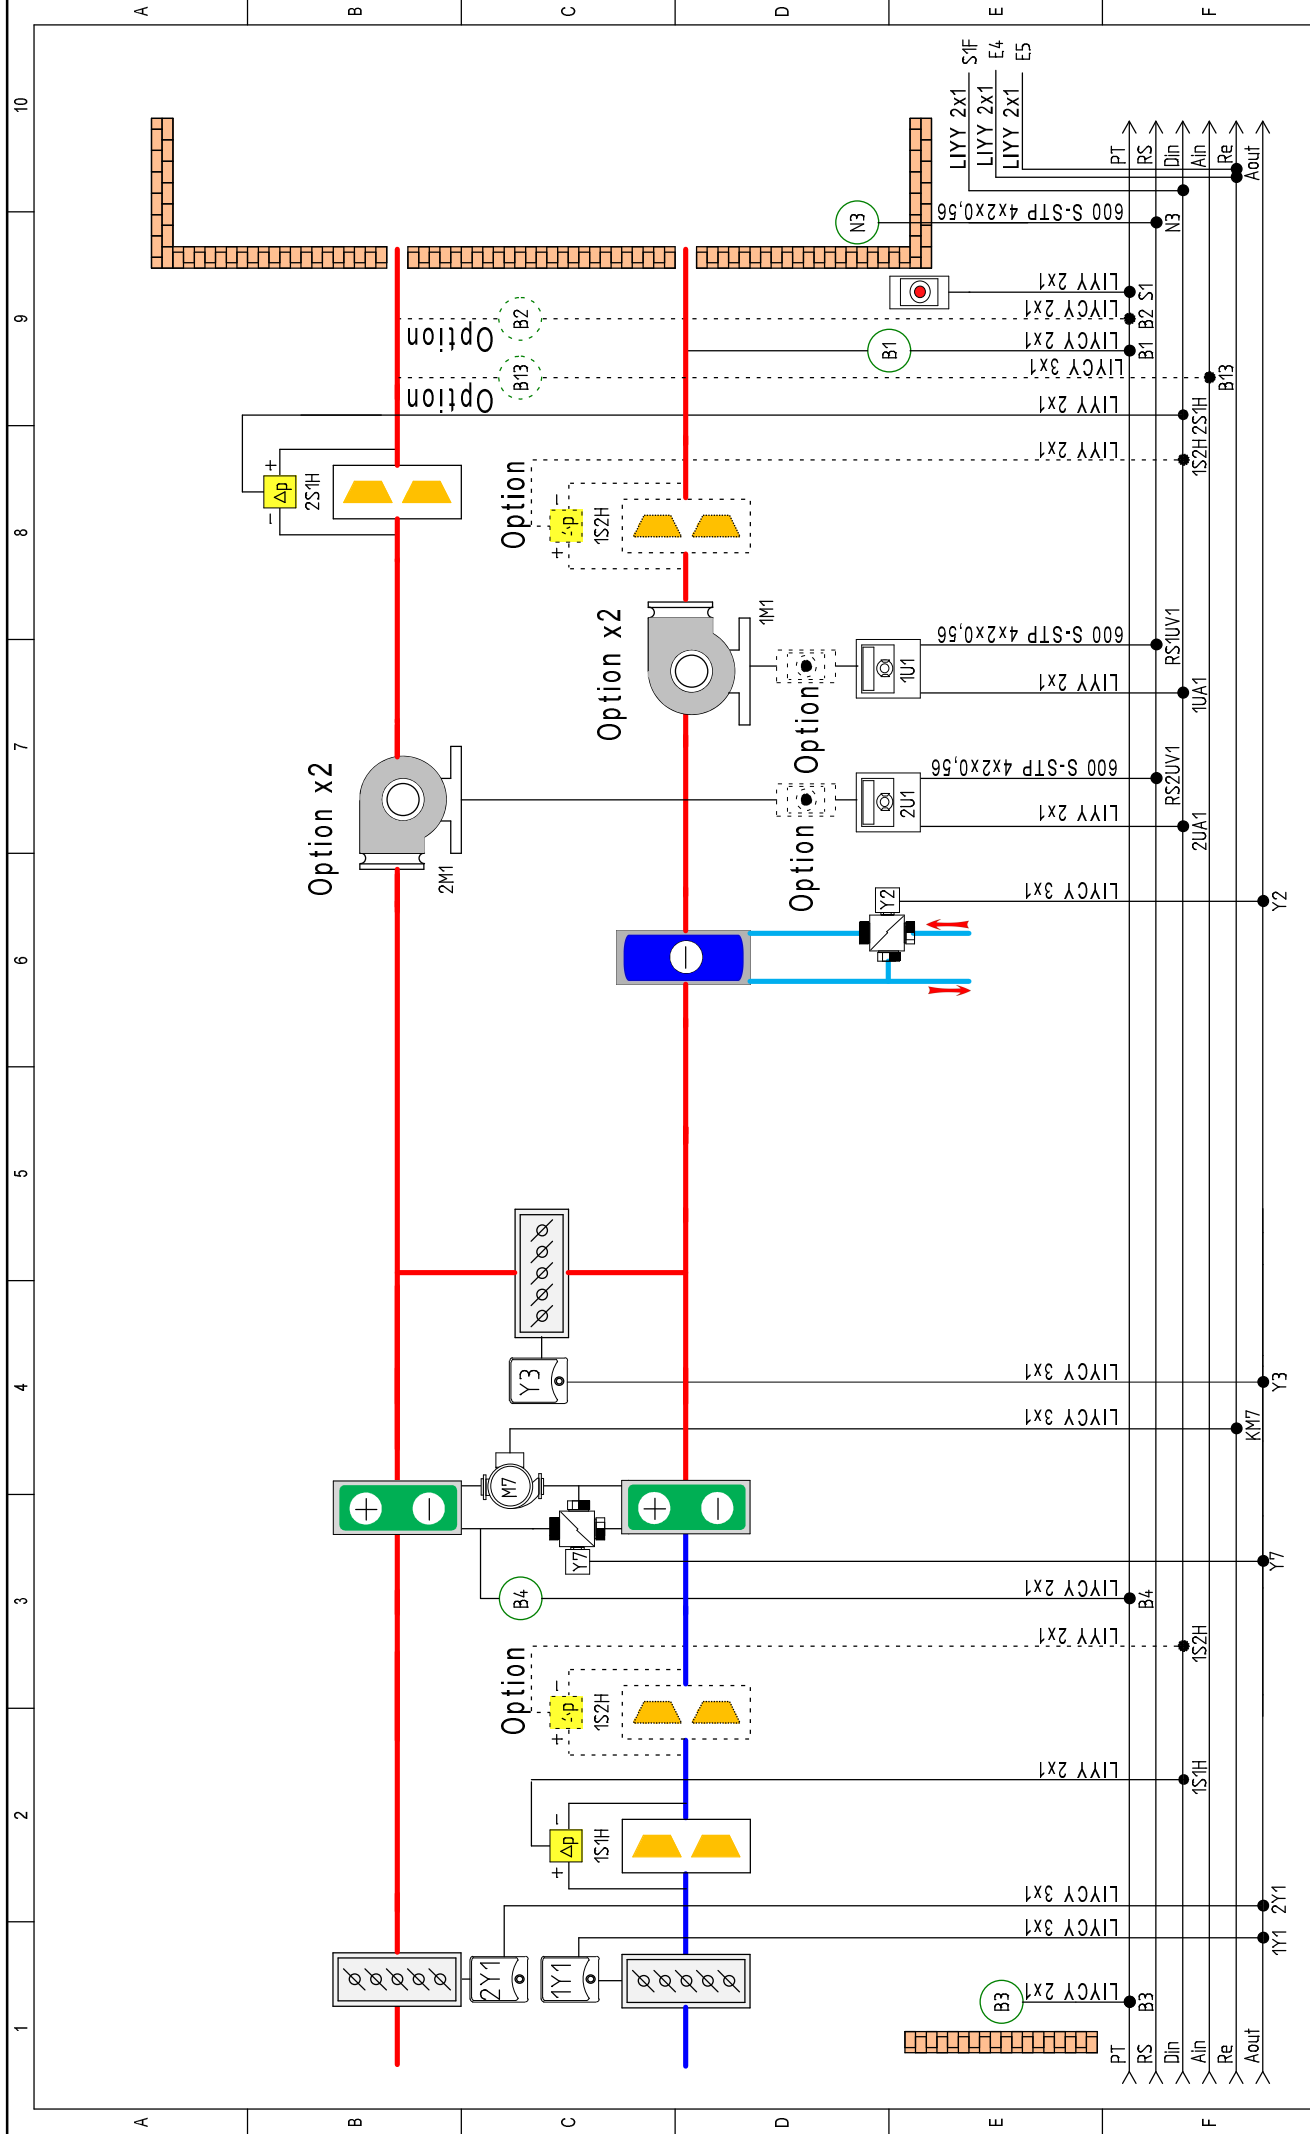 1 2 3 4 5 6 7 8 9 10
A A
B B
C C
D D
E E
F F
- +
Δp
2S1H
Option x2
2M1
2Y1
1Y1
+ -
Δp
1S1H
Option
+ -
1S2H
B4
Y7
M7
Y3
Option x2
1M1
Option
+ -
1S2H
Option
B13
Option
B2
Option
Option
2U1
1U1
Y2
B1
N3
B3
LIYCY 2x1
LIYCY 3x1
LIYCY 3x1
LIYY 2x1
LIYY 2x1
LIYCY 2x1
LIYCY 3x1
LIYCY 3x1
LIYCY 3x1
LIYY 2x1
600 S-STP 4x2x0,56
LIYY 2x1
600 S-STP 4x2x0,56
LIYY 2x1
LIYY 2x1
LIYCY 3x1
LIYCY 2x1
LIYCY 2x1
LIYY 2x1
600 S-STP 4x2x0,56
LIYY 2x1 S1F
LIYY 2x1 E4
LIYY 2x1 E5
PT PT
RS B3 B4 B1 B2 S1 RS
Din RS2UV1 RS1UV1 N3 Din
Ain 1S1H 1S2H 2UA1 1UA1 1S2H 2S1H Ain
Re B13 Re
Aout KM7 Aout
1Y1 2Y1 Y7 Y3 Y2